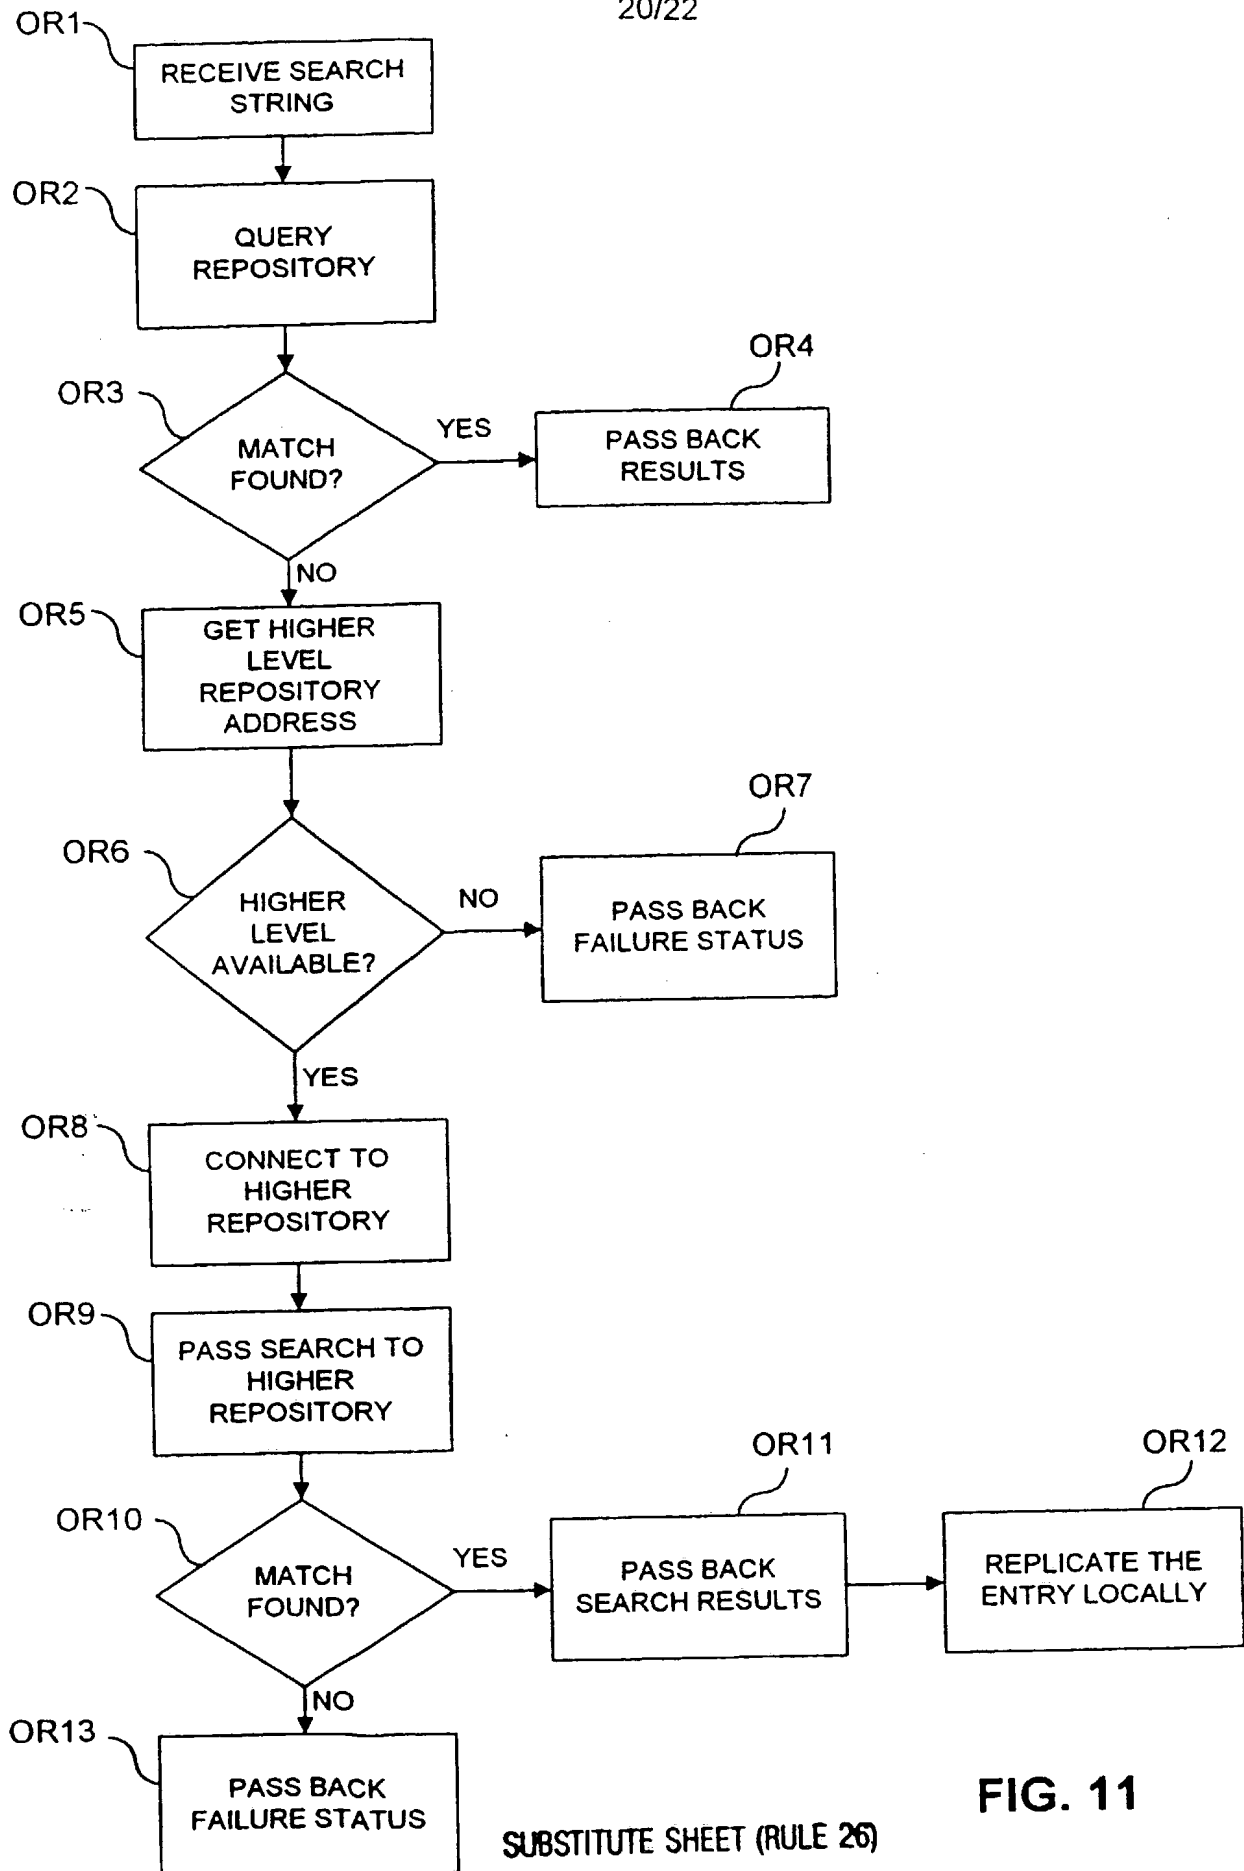 20/22
OR1
RECEIVE SEARCH
STRING
OR2
QUERY
REPOSITORY
OR3
MATCH
FOUND?
YES
OR4
PASS BACK
RESULTS
NO
OR5
GET HIGHER
LEVEL
REPOSITORY
ADDRESS
OR6
HIGHER
LEVEL
AVAILABLE?
NO
OR7
PASS BACK
FAILURE STATUS
YES
OR8
CONNECT TO
HIGHER
REPOSITORY
OR9
PASS SEARCH TO
HIGHER
REPOSITORY
OR10
MATCH
FOUND?
YES
OR11
PASS BACK
SEARCH RESULTS
OR12
REPLICATE THE
ENTRY LOCALLY
NO
OR13
PASS BACK
FAILURE STATUS
FIG. 11
SUBSTITUTE SHEET (RULE 26)